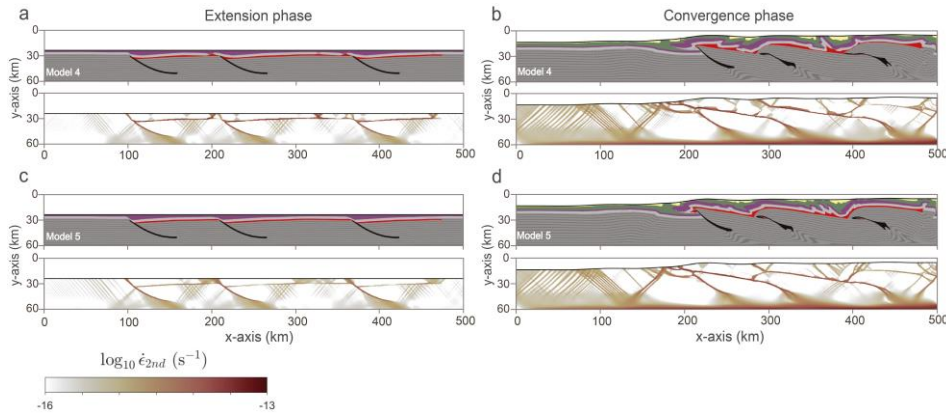 a Extension phase b Convergence phase
0 0
30 30
60 60
Model 4 Model 4
y-axis (km) y-axis (km)
0 0
30 30
60 60
0 100 200 300 400 500 0 100 200 300 400 500
c d
0 0
30 30
60 60
Model 5 Model 5
y-axis (km) y-axis (km)
0 0
30 30
60 60
0 100 200 300 400 500 0 100 200 300 400 500
x-axis (km) x-axis (km)
log₁₀ ε̇₂ₙd (s⁻¹)
-16 -13